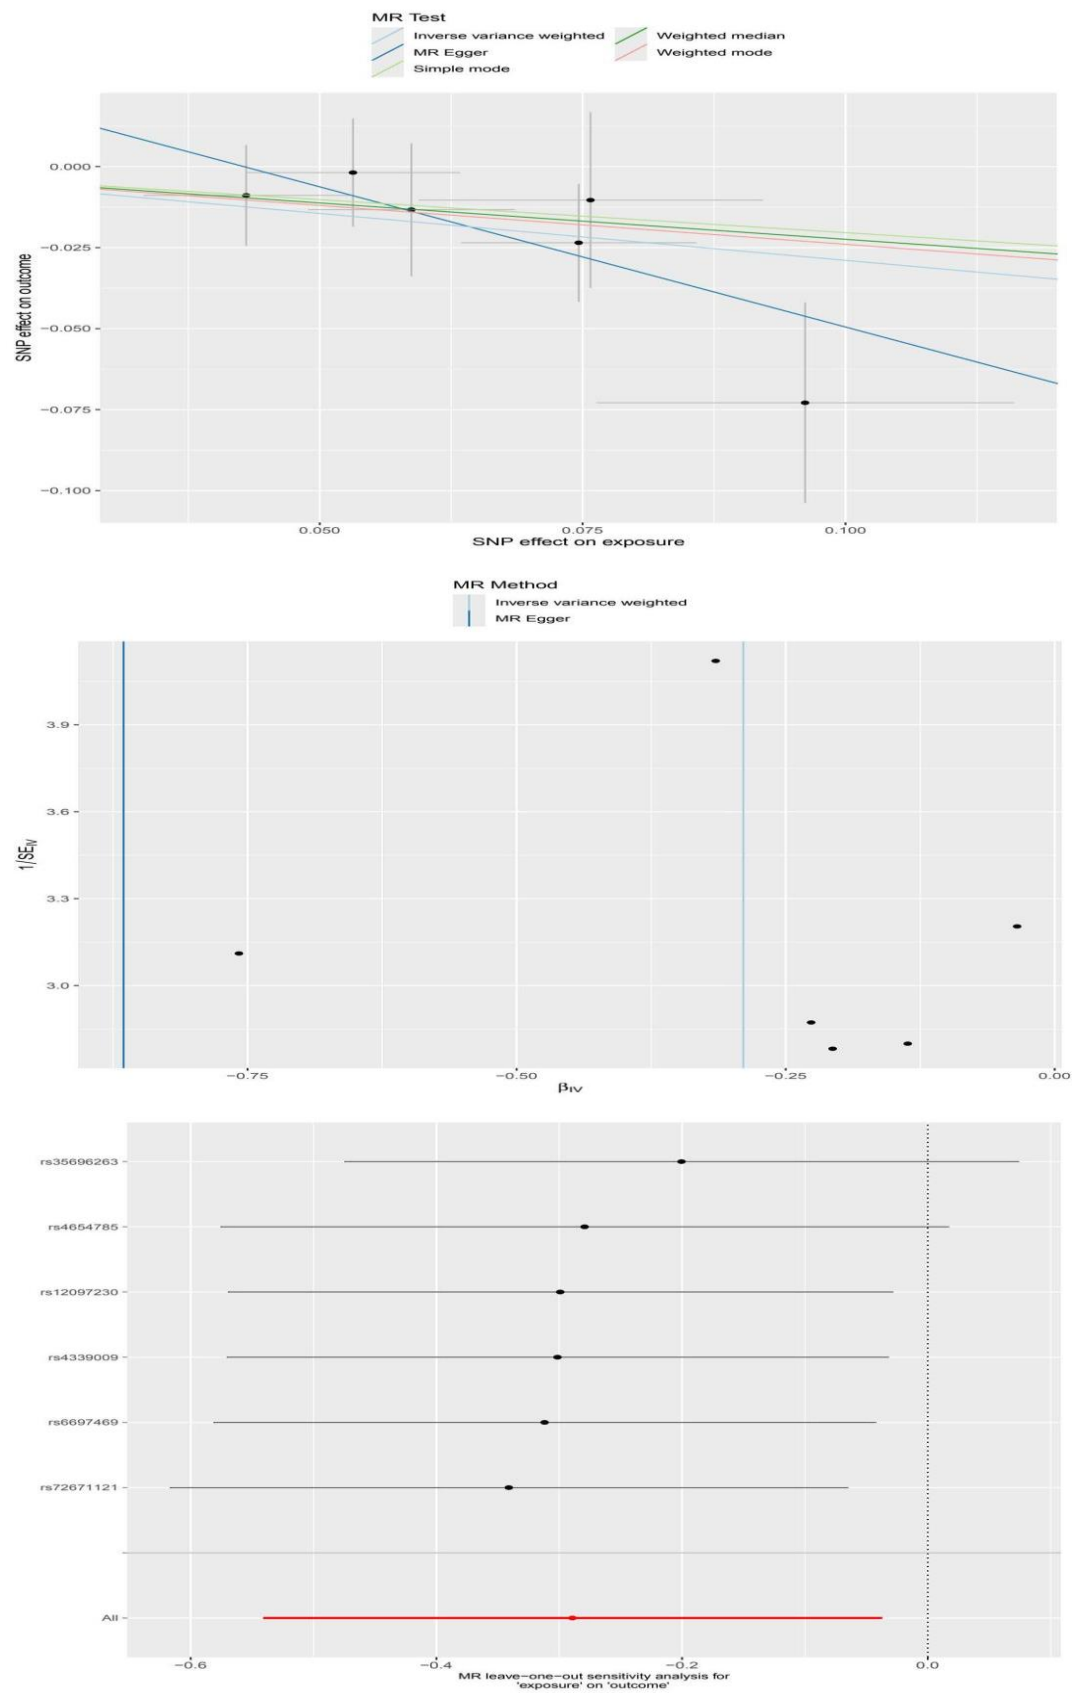 MR Test
Inverse variance weighted
Weighted median
MR Egger
Weighted mode
Simple mode
0.000
−0.025
−0.050
−0.075
−0.100
SNP effect on outcome
0.050
0.075
0.100
SNP effect on exposure
MR Method
Inverse variance weighted
MR Egger
3.9
3.6
3.3
3.0
1/SE_IV
−0.75
−0.50
−0.25
0.00
β_IV
rs35696263
rs4654785
rs12097230
rs4339009
rs6697469
rs72671121
All
−0.6
−0.4
−0.2
0.0
MR leave−one−out sensitivity analysis for
'exposure' on 'outcome'